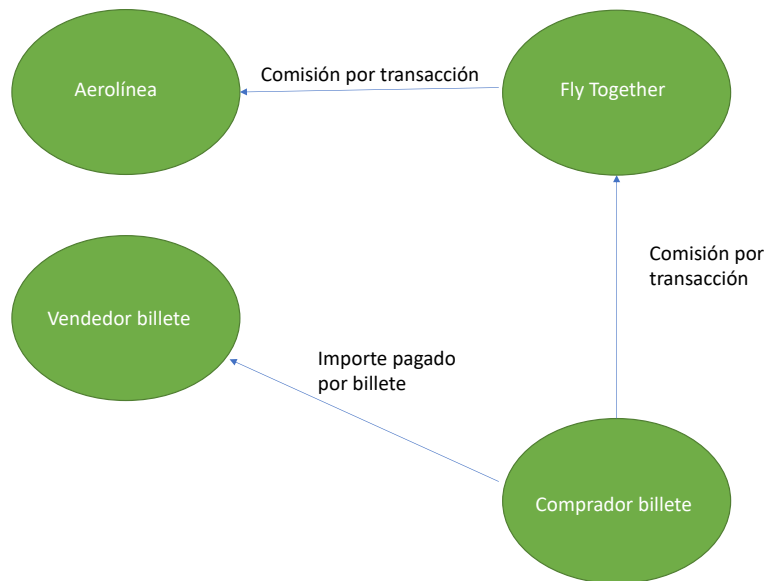 Aerolínea
Comisión por transacción
Fly Together
Comisión por
transacción
Vendedor billete
Importe pagado
por billete
Comprador billete